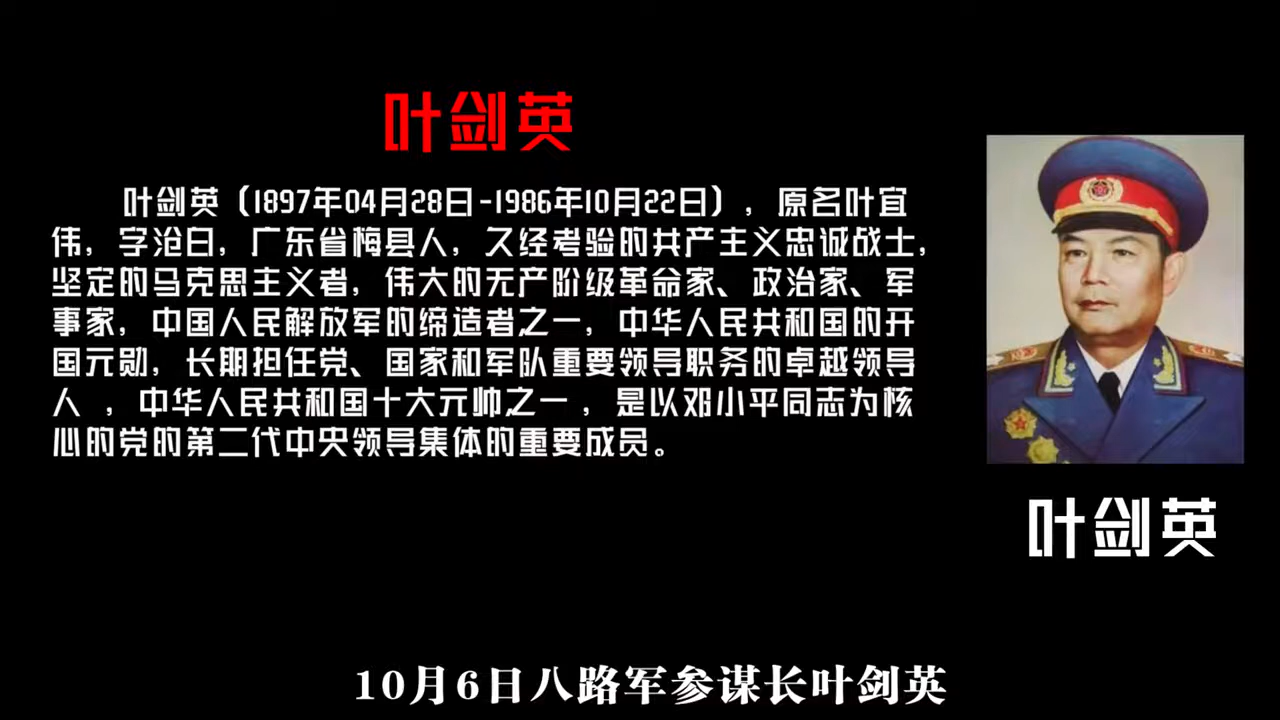 叶剑英
叶剑英（1897年04月28日-1986年10月22日），原名叶宜
伟，字沧白，广东省梅县人，久经考验的共产主义忠诚战士，
坚定的马克思主义者，伟大的无产阶级革命家、政治家、军
事家，中国人民解放军的缔造者之一，中华人民共和国的开
国元勋，长期担任党、国家和军队重要领导职务的卓越领导
人 ，中华人民共和国十大元帅之一 ，是以邓小平同志为核
心的党的第二代中央领导集体的重要成员。
叶剑英
10月6日八路军参谋长叶剑英